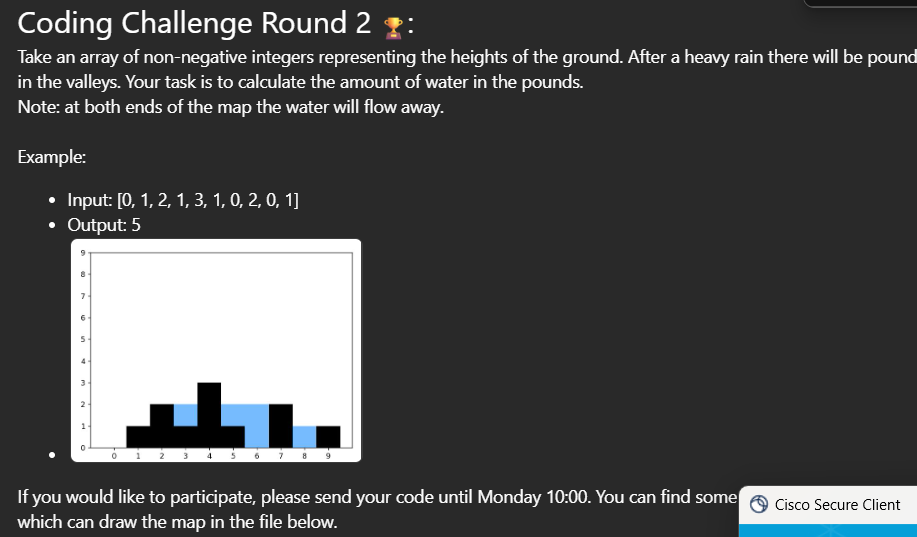 Coding Challenge Round 2 🏆:
Take an array of non-negative integers representing the heights of the ground. After a heavy rain there will be pound
in the valleys. Your task is to calculate the amount of water in the pounds.
Note: at both ends of the map the water will flow away.
Example:
• Input: [0, 1, 2, 1, 3, 1, 0, 2, 0, 1]
• Output: 5
9
8
7
6
5
4
3
2
1
0
0 1 2 3 4 5 6 7 8 9
If you would like to participate, please send your code until Monday 10:00. You can find some
which can draw the map in the file below.
Cisco Secure Client